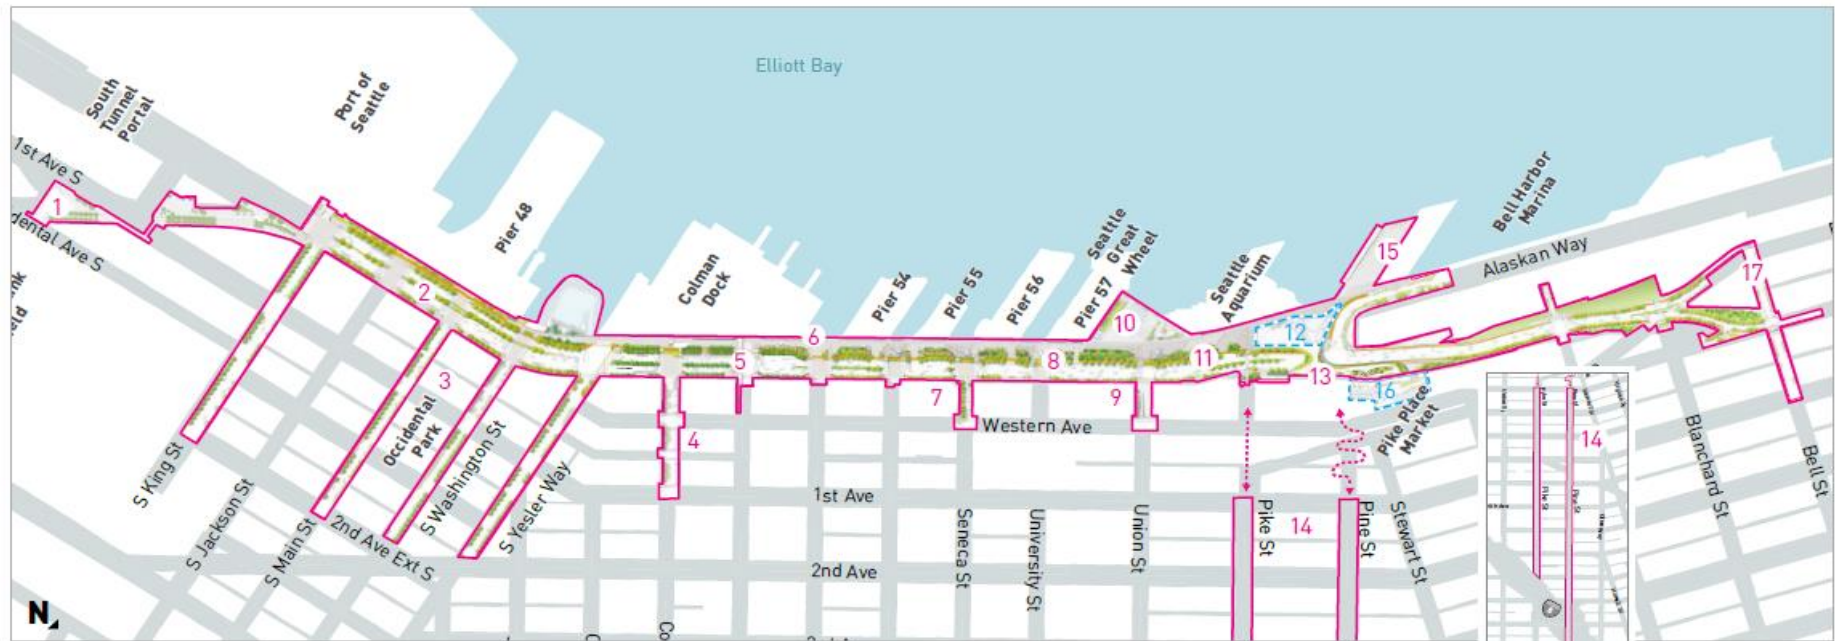 Elliott Bay
South
Tunnel
Portal
Port of
Seattle
1st Ave S
1
dental Ave S
Pier 48
2
Colman
Dock
Pier 54
Pier 55
Pier 56
Pier 57
Seattle
Great
Wheel
Seattle
Aquarium
Bell Harbor
Marina
Alaskan Way
15
17
10
12
6
5
8
11
13
16
3
4
7
9
Occidental
Park
Western Ave
Pike Place
Market
S King St
S Jackson St
S Main St
2nd Ave Ext S
S Washington St
S Yesler Way
1st Ave
2nd Ave
Seneca St
University St
Union St
Pike St
14
Pine St
Stewart St
14
Pike St
Pine St
Blanchard St
Bell St
N